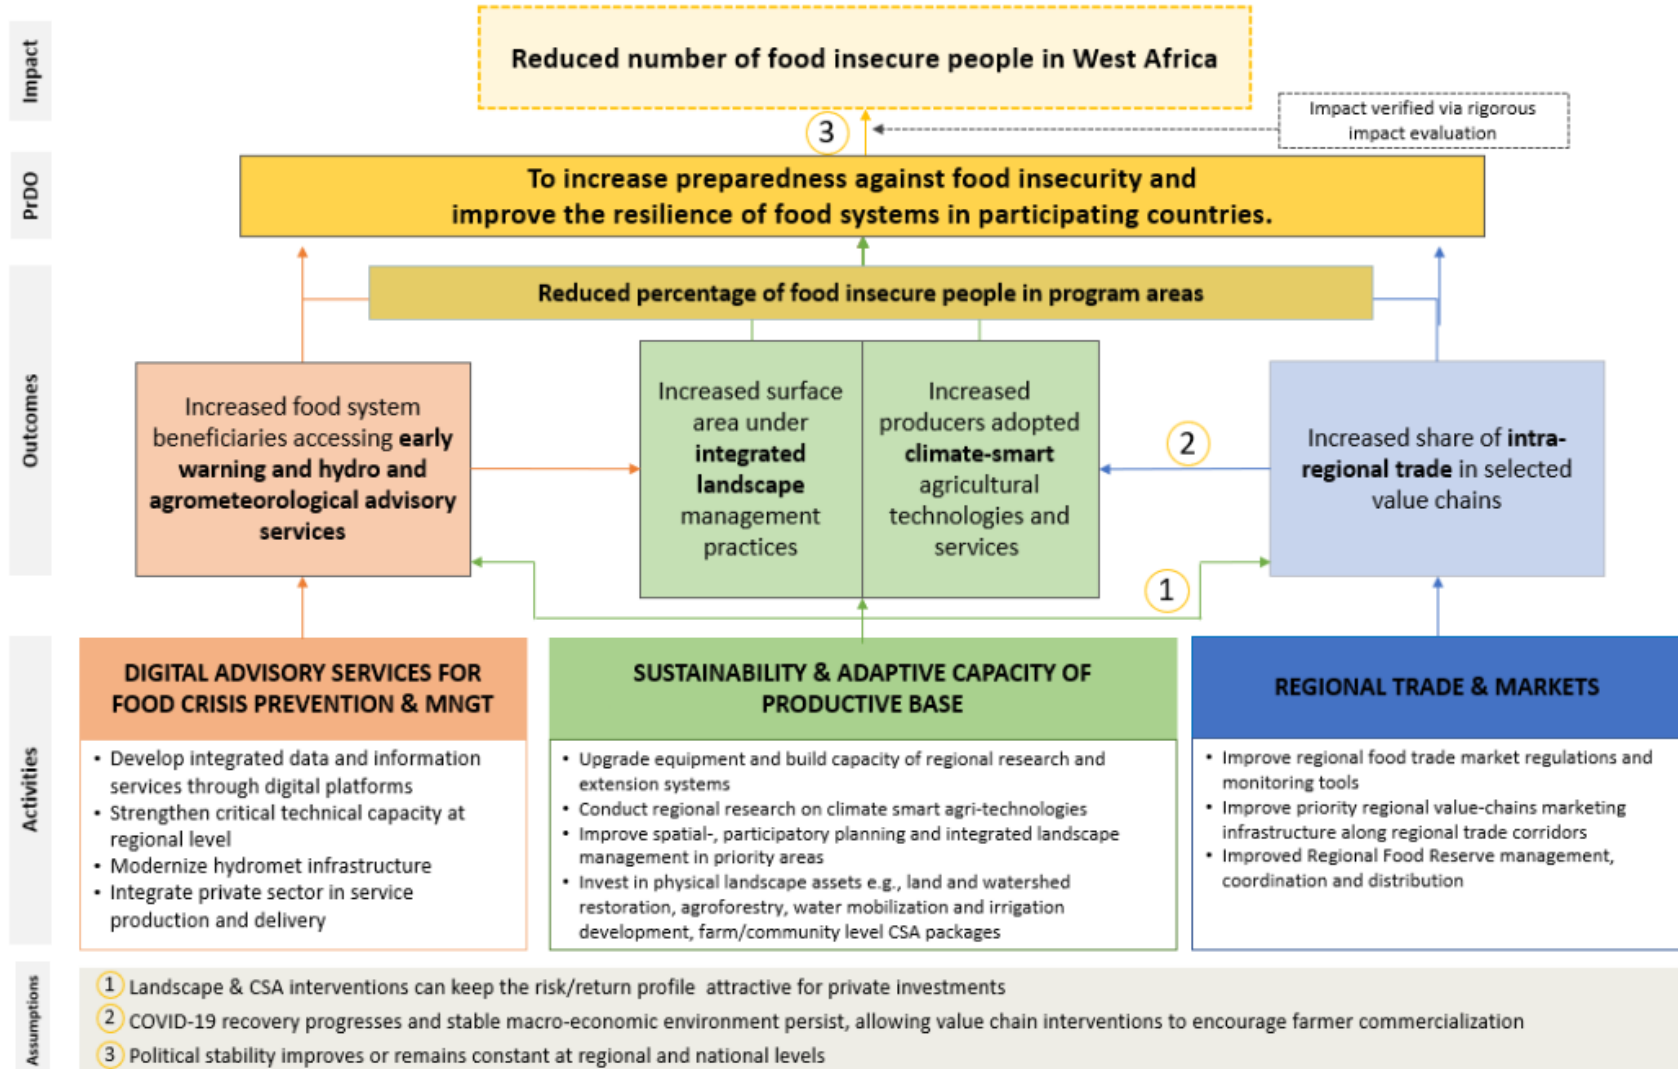 Impact
Reduced number of food insecure people in West Africa
3
Impact verified via rigorous
impact evaluation
PrDO
To increase preparedness against food insecurity and
improve the resilience of food systems in participating countries.
Outcomes
Reduced percentage of food insecure people in program areas
Increased food system
beneficiaries accessing early
warning and hydro and
agrometeorological advisory
services
Increased surface
area under
integrated
landscape
management
practices
Increased
producers adopted
climate-smart
agricultural
technologies and
services
2
Increased share of intra-
regional trade in selected
value chains
1
Activities
DIGITAL ADVISORY SERVICES FOR
FOOD CRISIS PREVENTION & MNGT
• Develop integrated data and information
services through digital platforms
• Strengthen critical technical capacity at
regional level
• Modernize hydromet infrastructure
• Integrate private sector in service
production and delivery
SUSTAINABILITY & ADAPTIVE CAPACITY OF
PRODUCTIVE BASE
• Upgrade equipment and build capacity of regional research and
extension systems
• Conduct regional research on climate smart agri-technologies
• Improve spatial-, participatory planning and integrated landscape
management in priority areas
• Invest in physical landscape assets e.g., land and watershed
restoration, agroforestry, water mobilization and irrigation
development, farm/community level CSA packages
REGIONAL TRADE & MARKETS
• Improve regional food trade market regulations and
monitoring tools
• Improve priority regional value-chains marketing
infrastructure along regional trade corridors
• Improved Regional Food Reserve management,
coordination and distribution
Assumptions
1 Landscape & CSA interventions can keep the risk/return profile attractive for private investments
2 COVID-19 recovery progresses and stable macro-economic environment persist, allowing value chain interventions to encourage farmer commercialization
3 Political stability improves or remains constant at regional and national levels